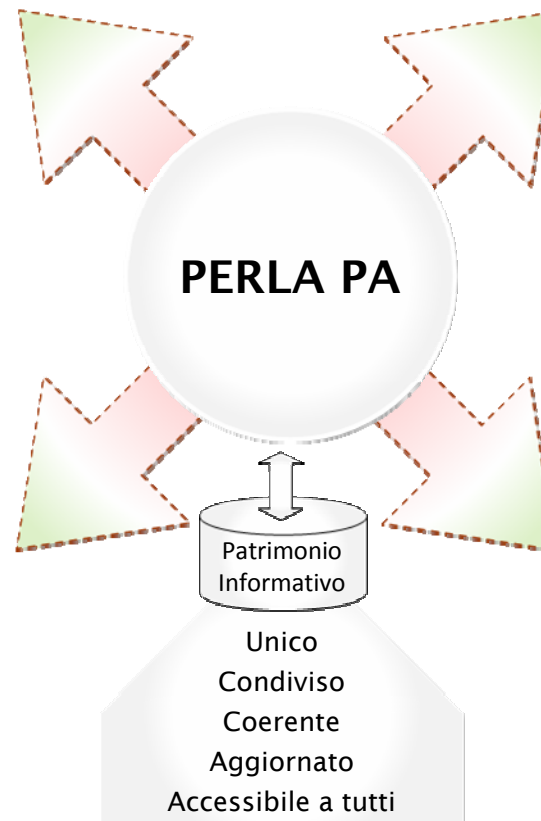 PERLA PA
Patrimonio
Informativo
Unico
Condiviso
Coerente
Aggiornato
Accessibile a tutti